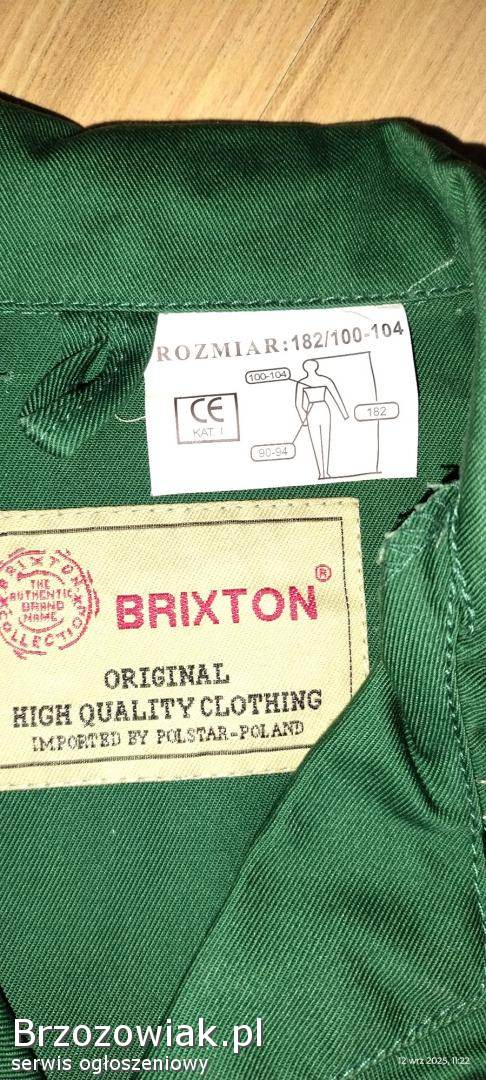 ROZMIAR:182/100-104
100-104
CE
KAT. I
182
90-94
BRIXTON
THE
AUTHENTIC
BRAND
NAME
COLLECTION
BRIXTON®
ORIGINAL
HIGH QUALITY CLOTHING
IMPORTED BY POLSTAR-POLAND
Brzozowiak.pl
serwis ogłoszeniowy
12 wrz 2025, 11:22